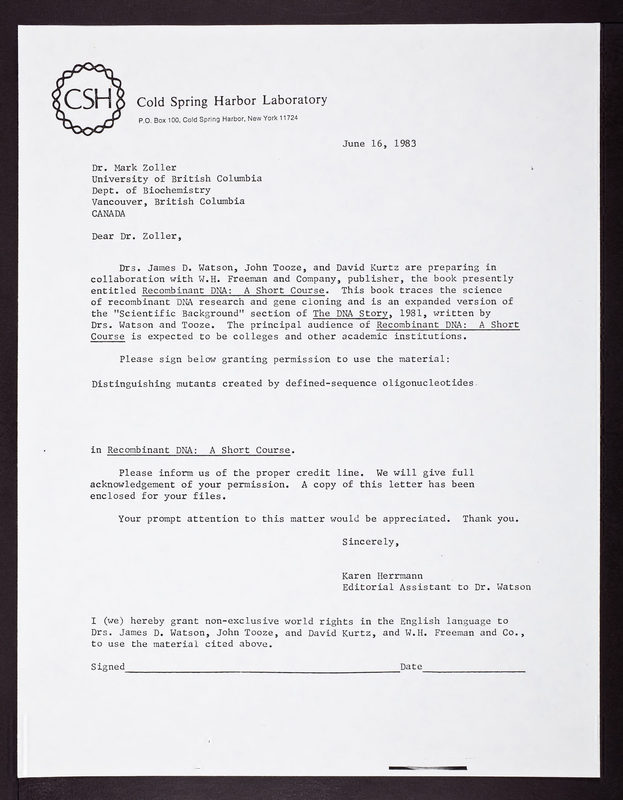 CSH
Cold Spring Harbor Laboratory
P.O. Box 100, Cold Spring Harbor, New York 11724
June 16, 1983
Dr. Mark Zoller
University of British Columbia
Dept. of Biochemistry
Vancouver, British Columbia
CANADA
Dear Dr. Zoller,
Drs. James D. Watson, John Tooze, and David Kurtz are preparing in
collaboration with W.H. Freeman and Company, publisher, the book presently
entitled Recombinant DNA: A Short Course. This book traces the science
of recombinant DNA research and gene cloning and is an expanded version of
the "Scientific Background" section of The DNA Story, 1981, written by
Drs. Watson and Tooze. The principal audience of Recombinant DNA: A Short
Course is expected to be colleges and other academic institutions.
Please sign below granting permission to use the material:
Distinguishing mutants created by defined-sequence oligonucleotides
in Recombinant DNA: A Short Course.
Please inform us of the proper credit line. We will give full
acknowledgement of your permission. A copy of this letter has been
enclosed for your files.
Your prompt attention to this matter would be appreciated. Thank you.
Sincerely,
Karen Herrmann
Editorial Assistant to Dr. Watson
I (we) hereby grant non-exclusive world rights in the English language to
Drs. James D. Watson, John Tooze, and David Kurtz, and W.H. Freeman and Co.,
to use the material cited above.
Signed Date